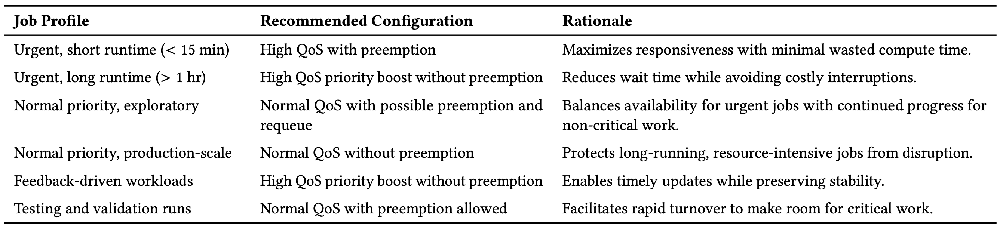 Job Profile Recommended Configuration Rationale
Urgent, short runtime (< 15 min) High QoS with preemption Maximizes responsiveness with minimal wasted compute time.
Urgent, long runtime (> 1 hr) High QoS priority boost without preemption Reduces wait time while avoiding costly interruptions.
Normal priority, exploratory Normal QoS with possible preemption and Balances availability for urgent jobs with continued progress for
requeue non-critical work.
Normal priority, production-scale Normal QoS without preemption Protects long-running, resource-intensive jobs from disruption.
Feedback-driven workloads High QoS priority boost without preemption Enables timely updates while preserving stability.
Testing and validation runs Normal QoS with preemption allowed Facilitates rapid turnover to make room for critical work.